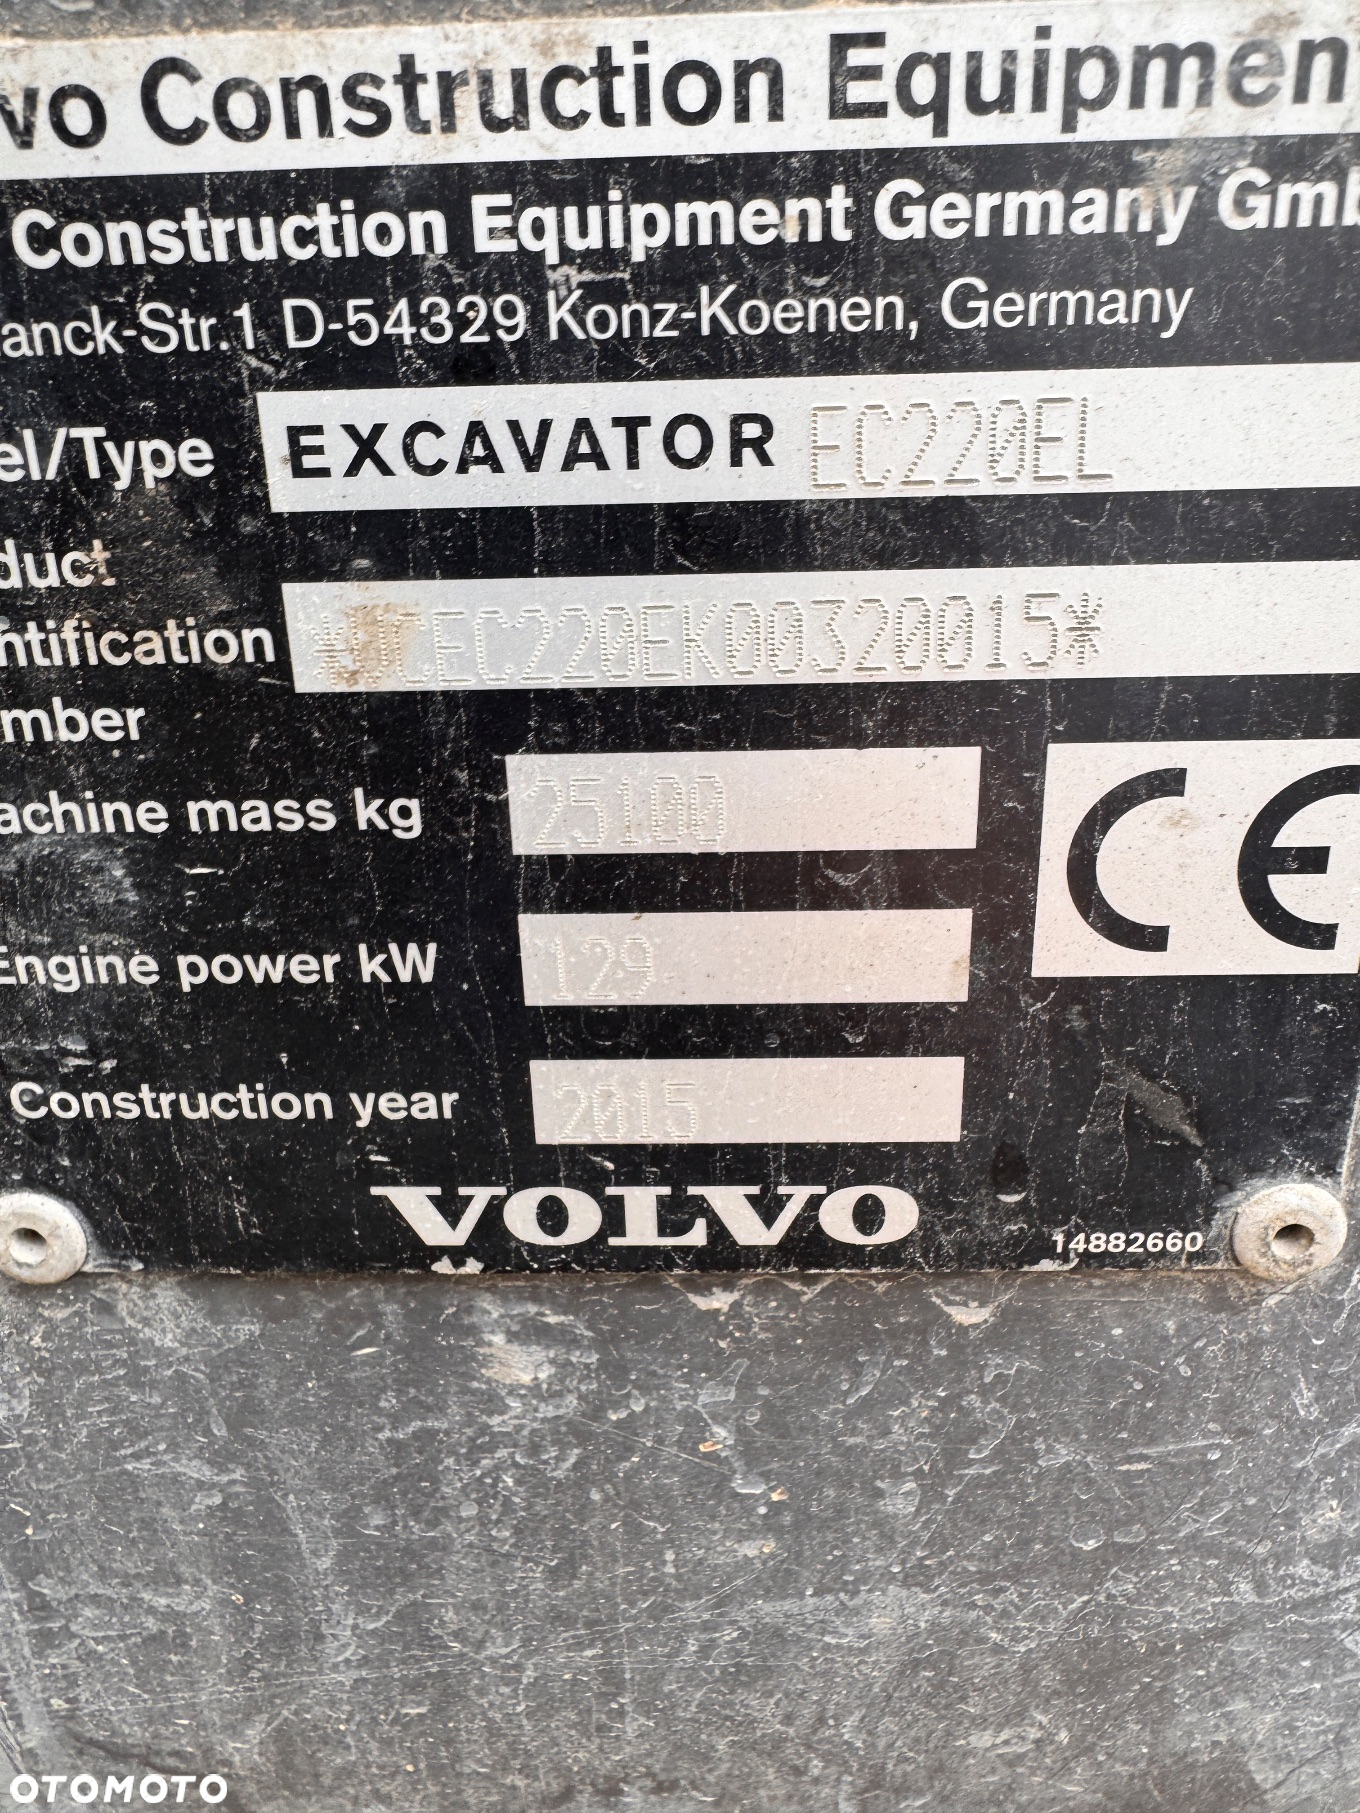 vo Construction Equipmen
Construction Equipment Germany Gmb
anck-Str.1 D-54329 Konz-Koenen, Germany
el/Type EXCAVATOR EC220EL
duct
ntification *VCEC220EK00320015*
mber
achine mass kg 25100
Engine power kW 129
Construction year 2015
CE
VOLVO
14882660
OTOMOTO